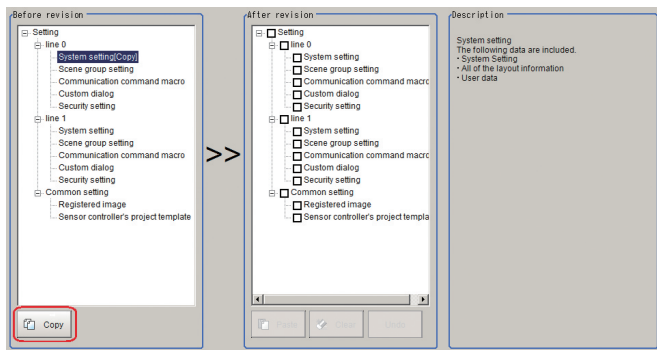 Before revision
Setting
line 0
System setting[Copy]
Scene group setting
Communication command macro
Custom dialog
Security setting
line 1
System setting
Scene group setting
Communication command macro
Custom dialog
Security setting
Common setting
Registered image
Sensor controller's project template
Copy
>>
After revision
Setting
line 0
System setting
Scene group setting
Communication command macrc
Custom dialog
Security setting
line 1
System setting
Scene group setting
Communication command macrc
Custom dialog
Security setting
Common setting
Registered image
Sensor controller's project templa
Paste
Clear
Undo
Description
System setting
The following data are included.
・System Setting
・All of the layout information
・User data